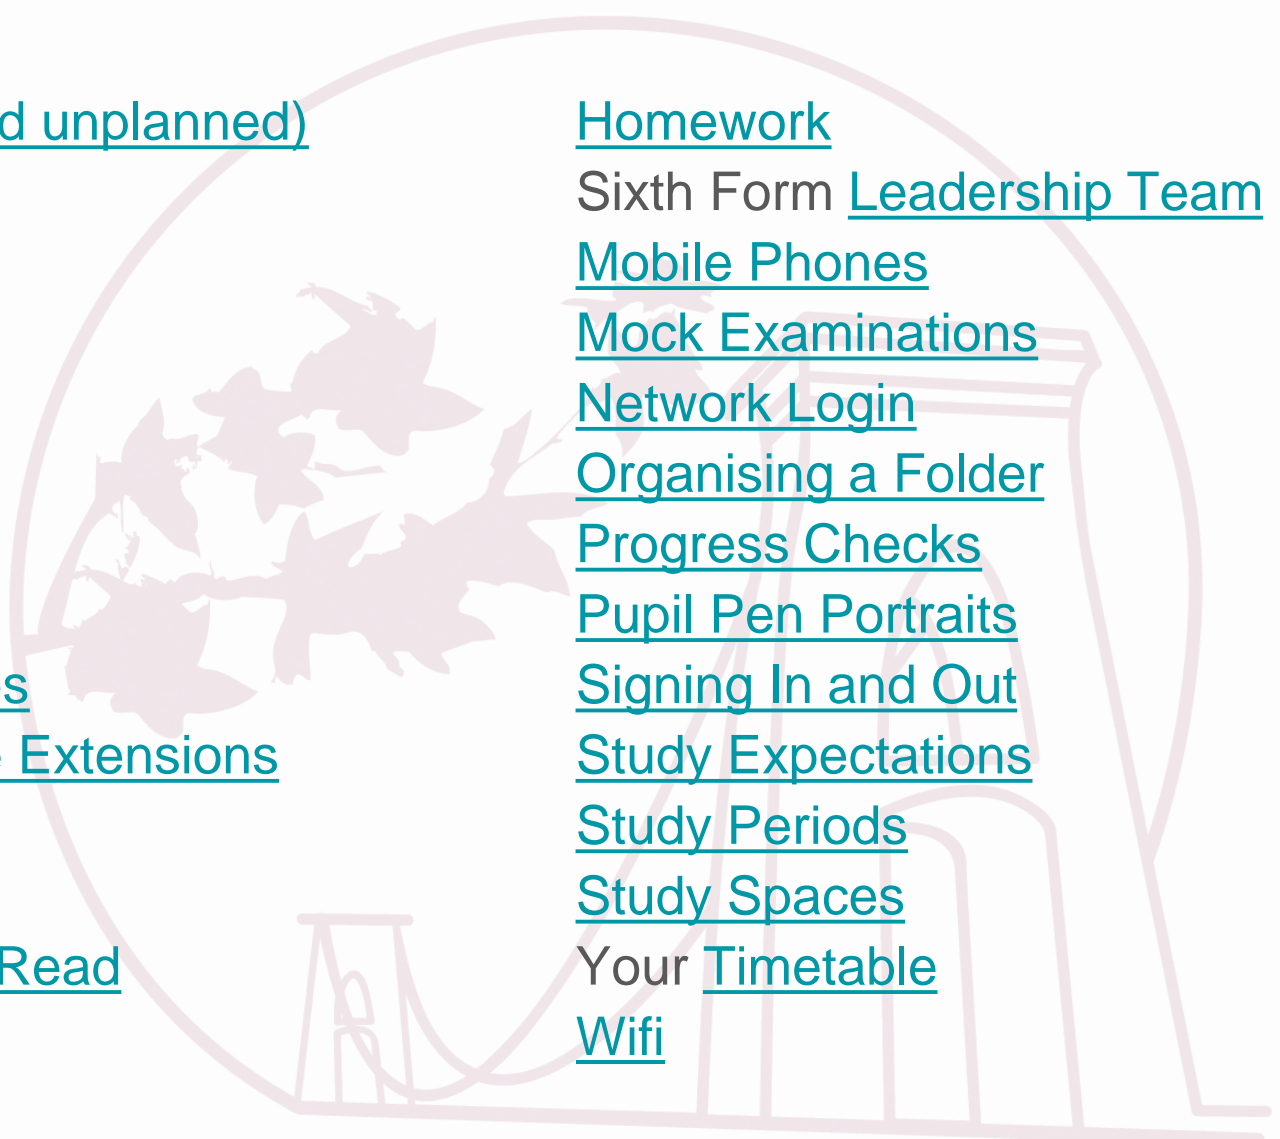 d unplanned)
s
Extensions
Read
Homework
Sixth Form Leadership Team
Mobile Phones
Mock Examinations
Network Login
Organising a Folder
Progress Checks
Pupil Pen Portraits
Signing In and Out
Study Expectations
Study Periods
Study Spaces
Your Timetable
Wifi